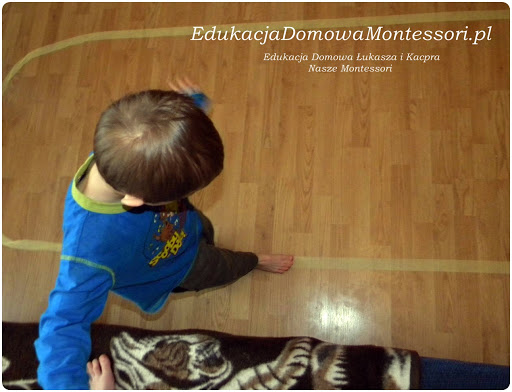 EdukacjaDomowaMontessori.pl
Edukacja Domowa Łukasza i Kacpra
Nasze Montessori